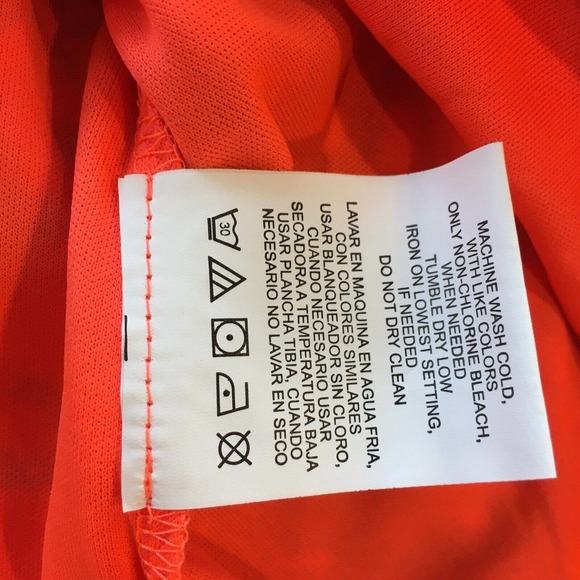 MACHINE WASH COLD,
WITH LIKE COLORS
ONLY NON-CHLORINE BLEACH,
WHEN NEEDED
TUMBLE DRY LOW
IRON ON LOWEST SETTING,
IF NEEDED
DO NOT DRY CLEAN
LAVAR EN MAQUINA EN AGUA FRIA,
CON COLORES SIMILARES
USAR BLANQUEADOR SIN CLORO,
CUANDO NECESARIO USAR
SECADORA A TEMPERATURA BAJA
USAR PLANCHA TIBIA, CUANDO
NECESARIO NO LAVAR EN SECO
30